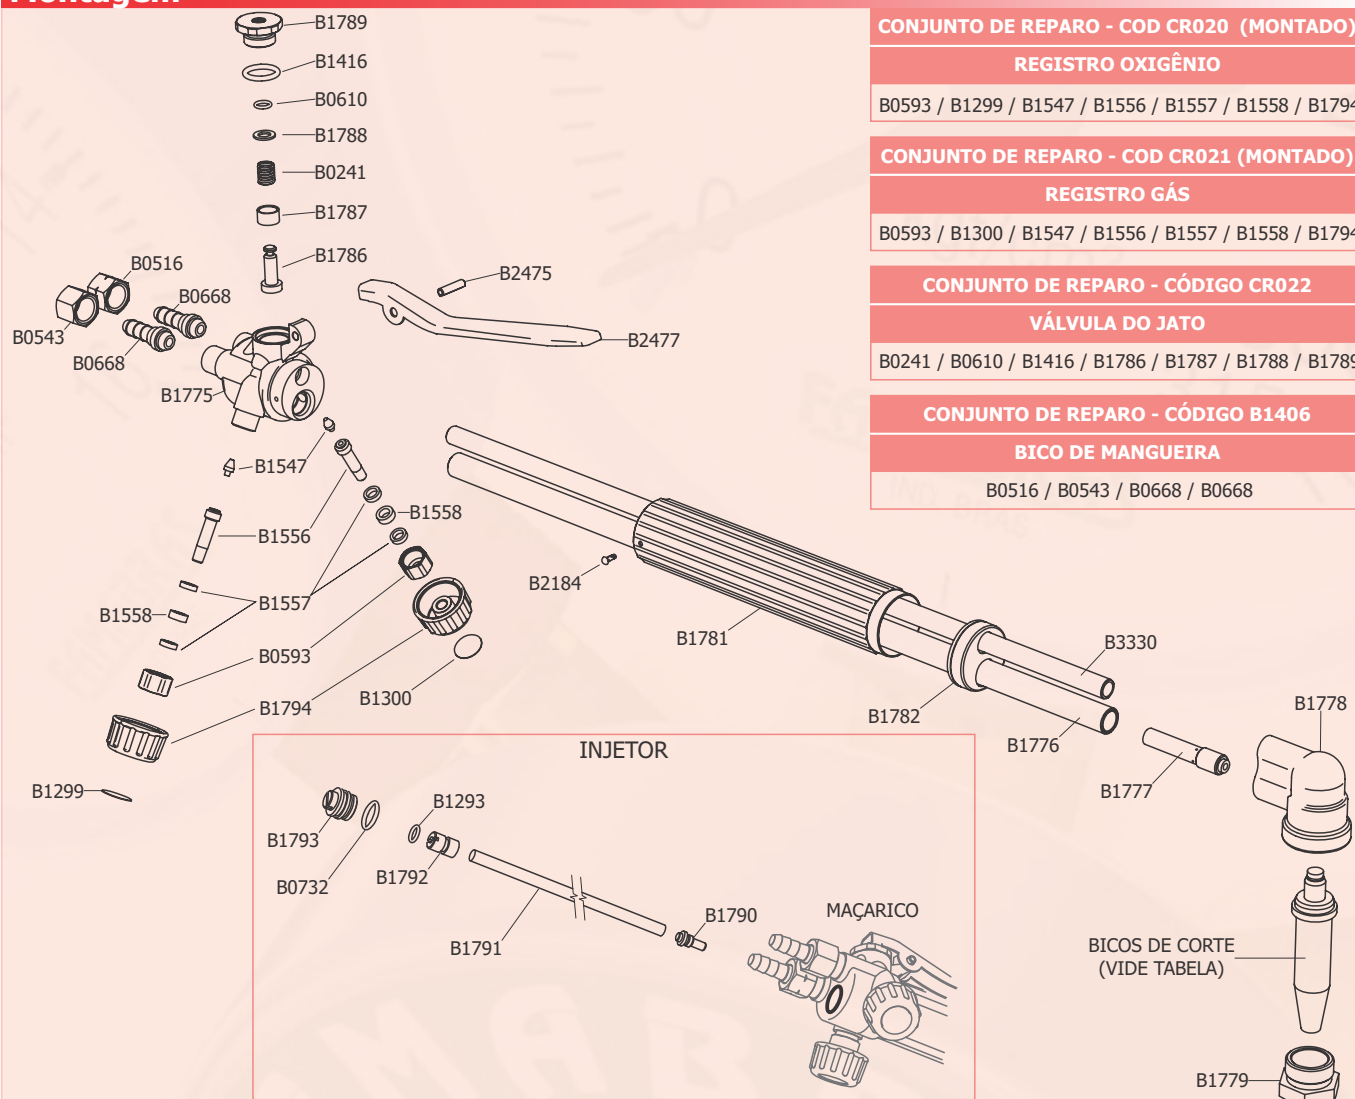 Montagem
B1789
B1416
B0610
B1788
B0241
B1787
B1786
B0516
B0668
B0543
B0668
B1775
B2475
B2477
CONJUNTO DE REPARO - COD CR020 (MONTADO)
REGISTRO OXIGÊNIO
B0593 / B1299 / B1547 / B1556 / B1557 / B1558 / B1794
CONJUNTO DE REPARO - COD CR021 (MONTADO)
REGISTRO GÁS
B0593 / B1300 / B1547 / B1556 / B1557 / B1558 / B1794
CONJUNTO DE REPARO - CÓDIGO CR022
VÁLVULA DO JATO
B0241 / B0610 / B1416 / B1786 / B1787 / B1788 / B1789
CONJUNTO DE REPARO - CÓDIGO B1406
BICO DE MANGUEIRA
B0516 / B0543 / B0668 / B0668
B1547
B1558
B1556
B1557
B1558
B0593
B1794
B1300
B1299
B2184
B1781
B3330
B1782
B1776
B1778
B1777
INJETOR
B1293
B1793
B1792
B0732
B1790
B1791
MAÇARICO
BICOS DE CORTE
(VIDE TABELA)
B1779